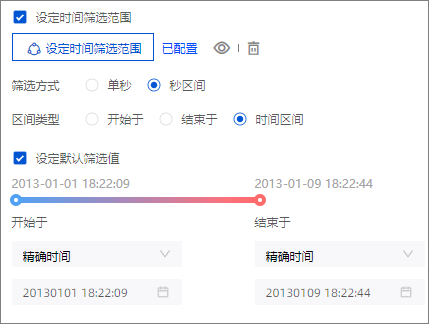 设定时间筛选范围
设定时间筛选范围 已配置
筛选方式 单秒 秒区间
区间类型 开始于 结束于 时间区间
设定默认筛选值
2013-01-01 18:22:09 2013-01-09 18:22:44
开始于 结束于
精确时间 精确时间
20130101 18:22:09 20130109 18:22:44